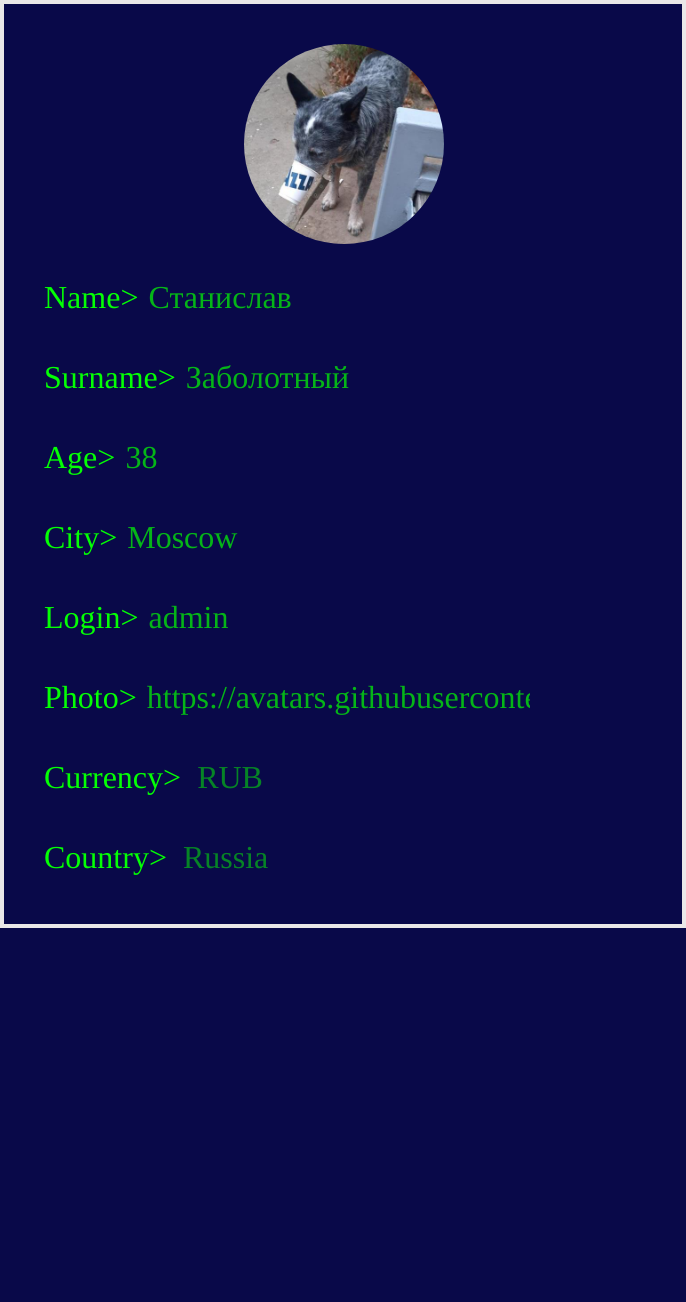 Name> Станислав
Surname> Заболотный
Age> 38
City> Moscow
Login> admin
Photo> https://avatars.githubuserconte
Currency> RUB
Country> Russia